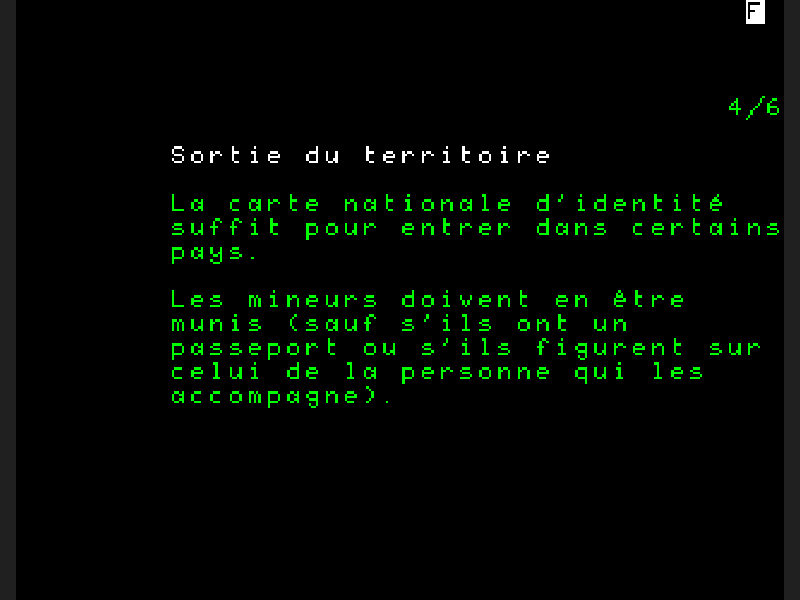 F
4/6
Sortie du territoire
La carte nationale d'identité
suffit pour entrer dans certains
pays.
Les mineurs doivent en être
munis (sauf s'ils ont un
passeport ou s'ils figurent sur
celui de la personne qui les
accompagne).